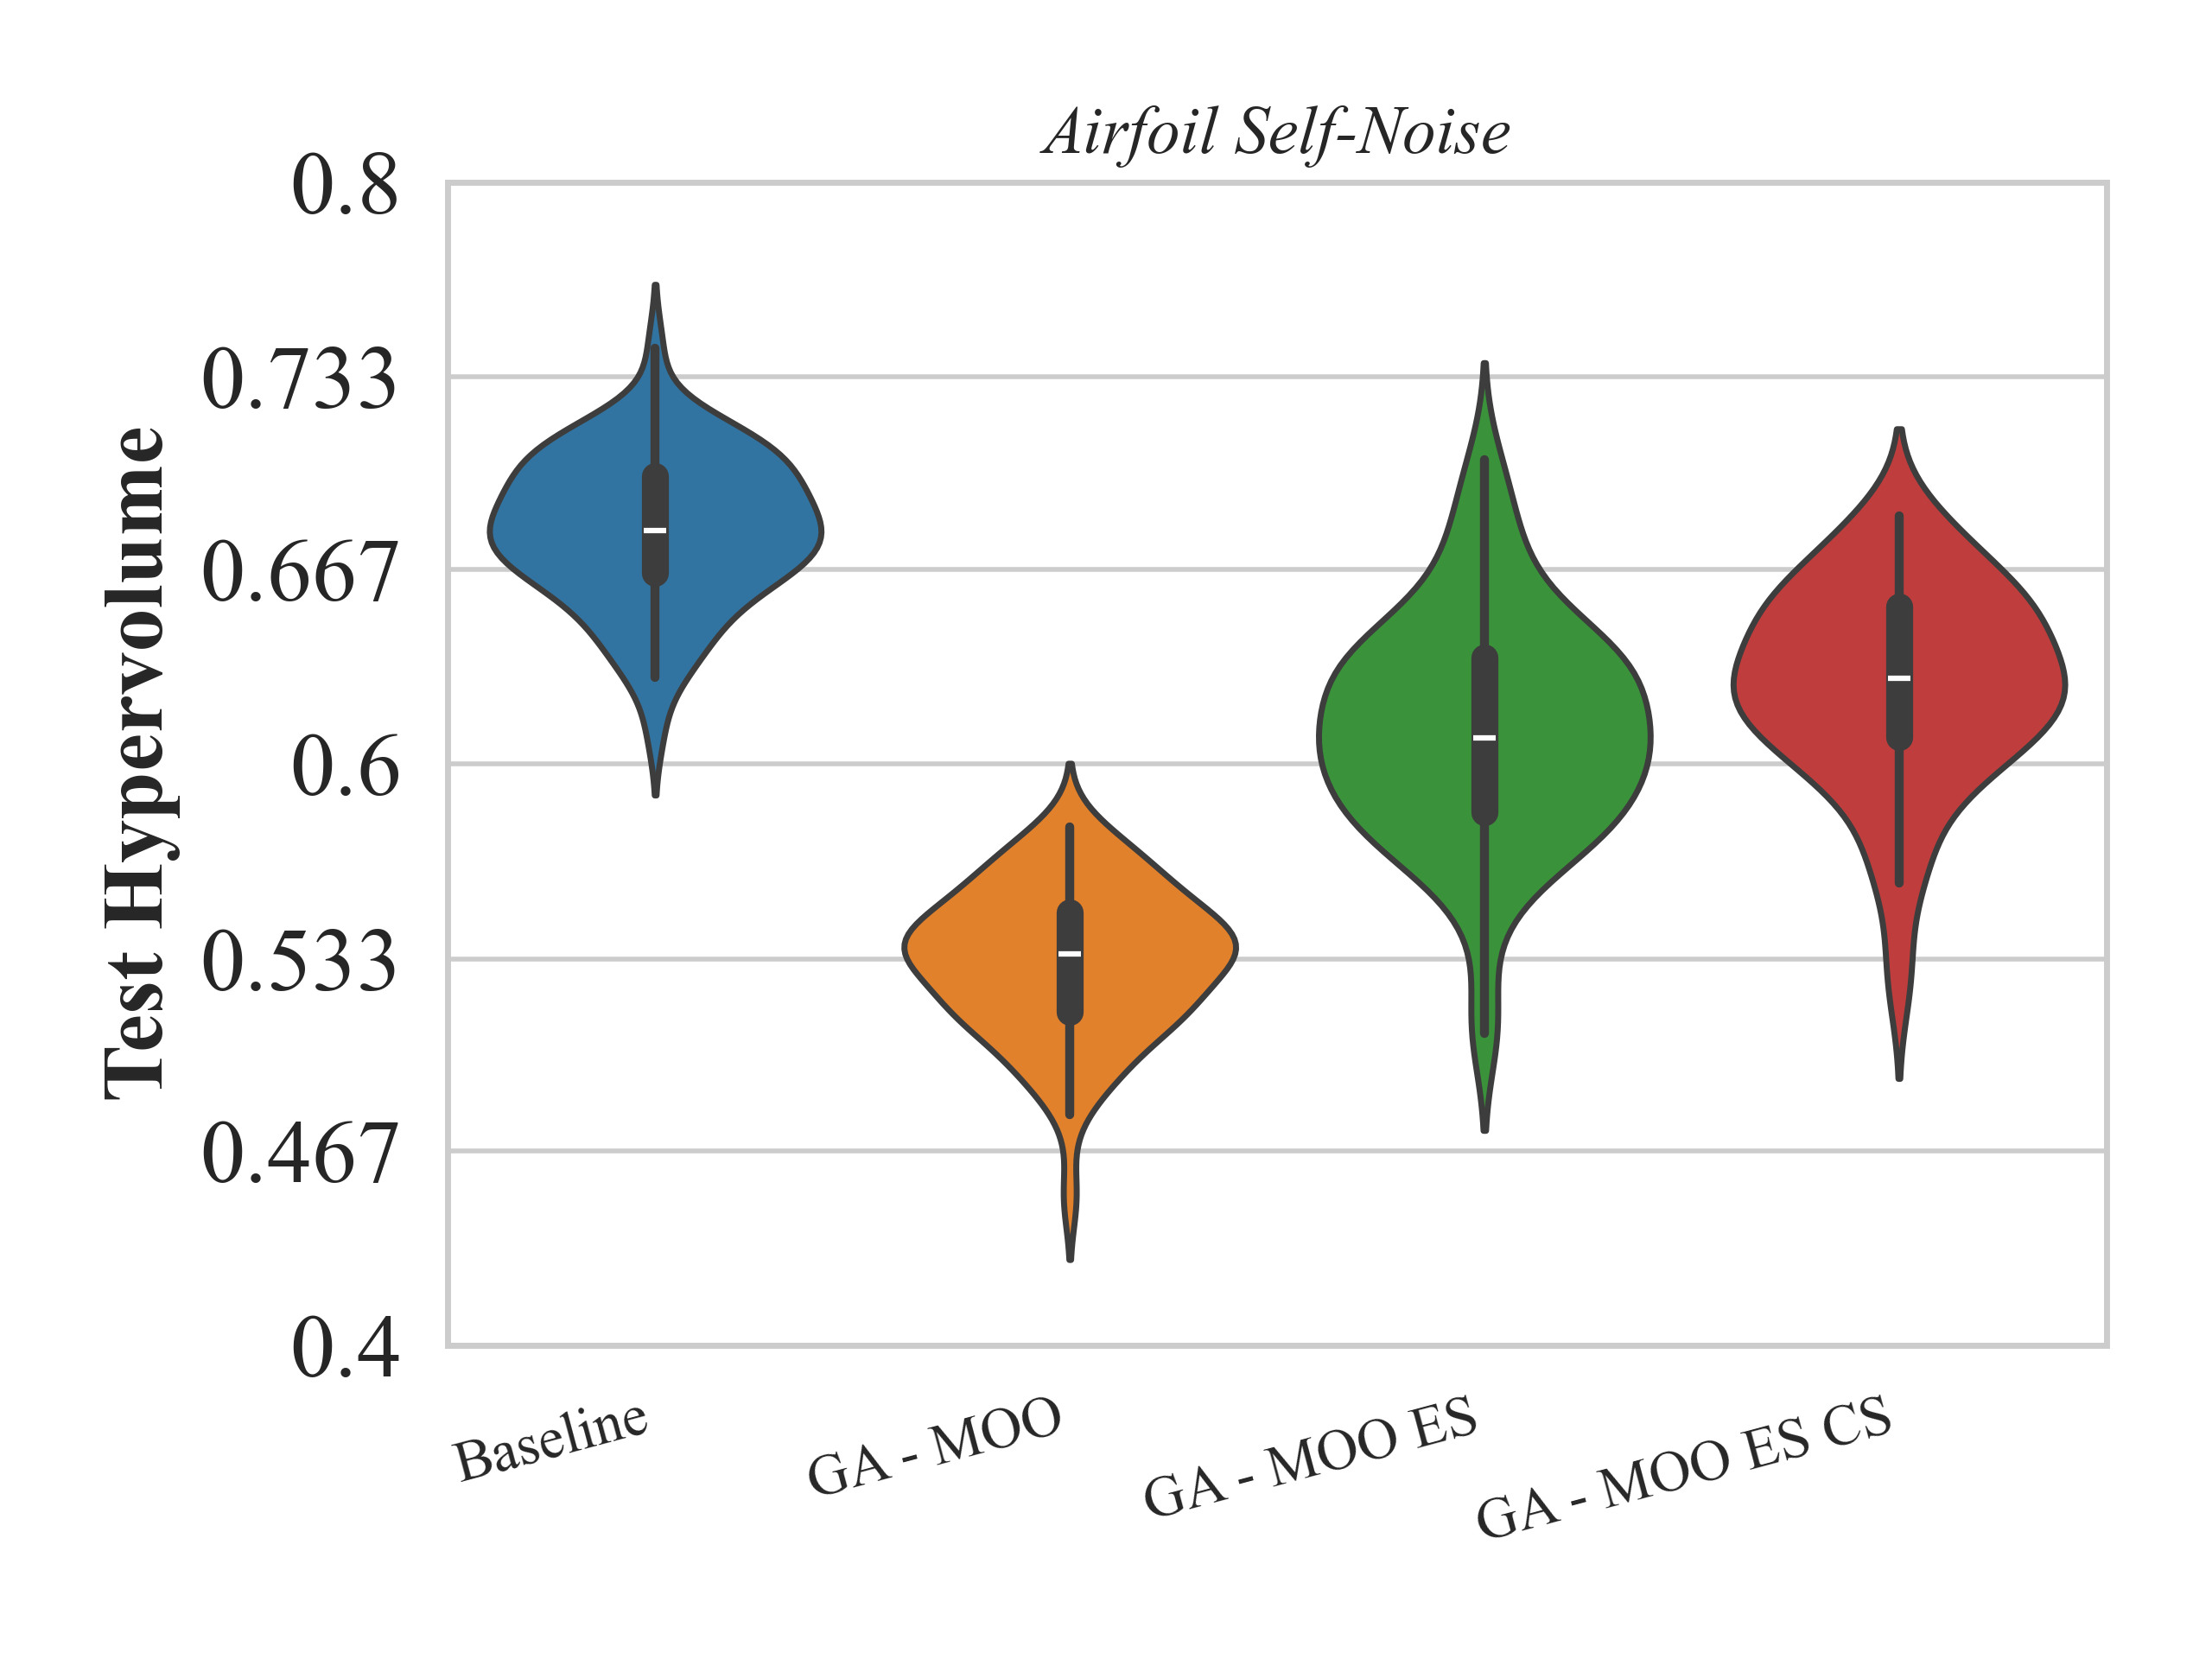 Airfoil Self-Noise
Test Hypervolume
0.8
0.733
0.667
0.6
0.533
0.467
0.4
Baseline
GA - MOO
GA - MOO ES
GA - MOO ES CS